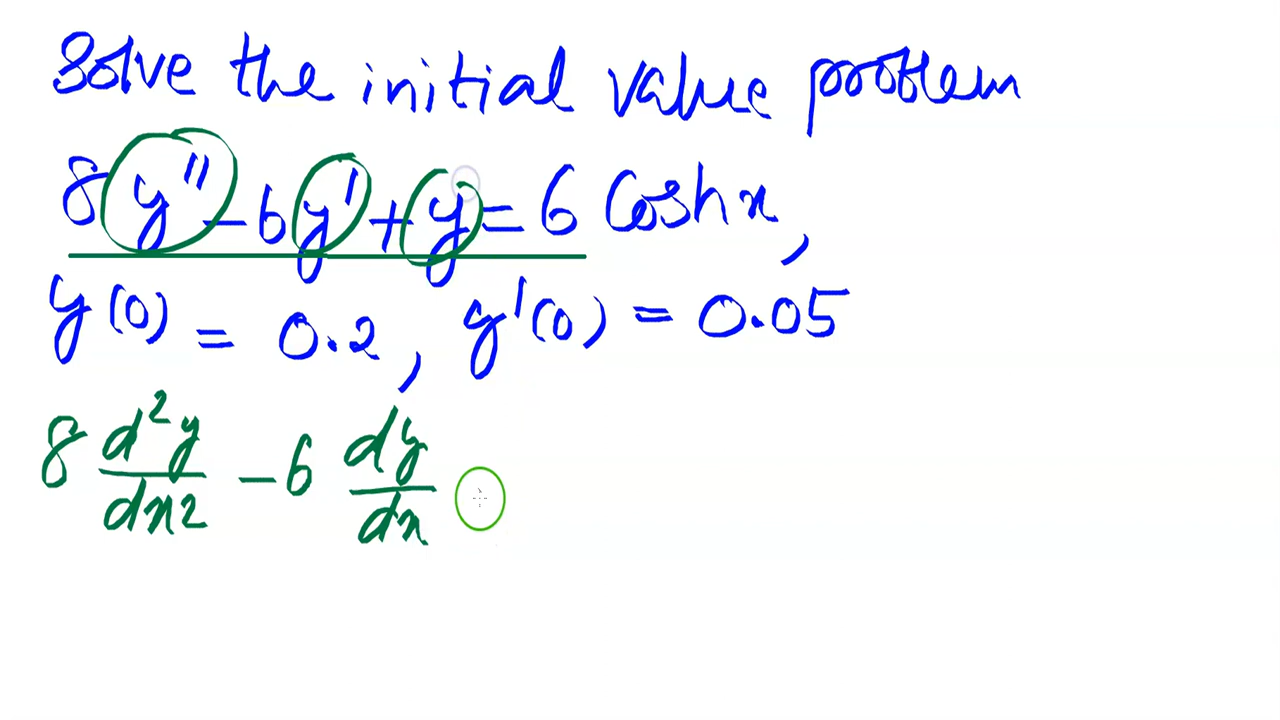 Solve the initial value problem
8y'' - 6y' + y = 6 Cosh x,
y(0) = 0.2, y'(0) = 0.05
8 d²y/dx2 - 6 dy/dx